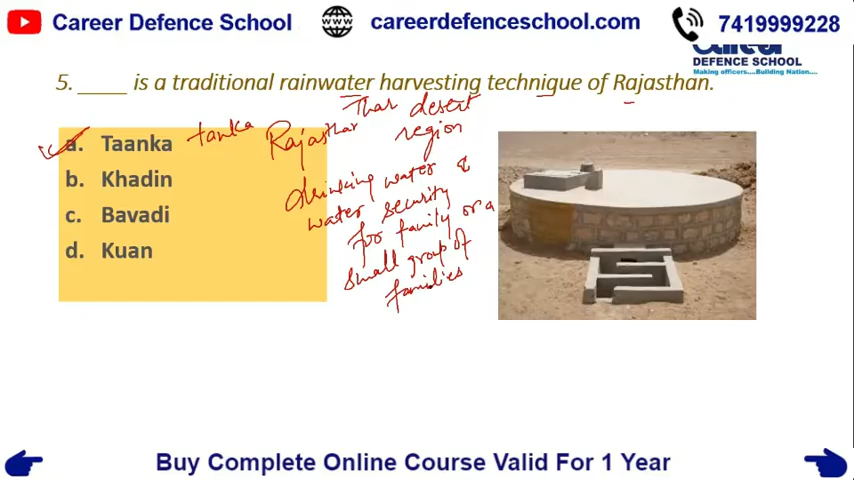 Career Defence School
careerdefenceschool.com
7419999228
DEFENCE SCHOOL
Making officers....Building Nation....
5. ____ is a traditional rainwater harvesting technique of Rajasthan.
Thar desert
region
a. Taanka
tanka
Rajasthan
b. Khadin
c. Bavadi
d. Kuan
drinking water &
water security
for family or a
small group of
families
Buy Complete Online Course Valid For 1 Year